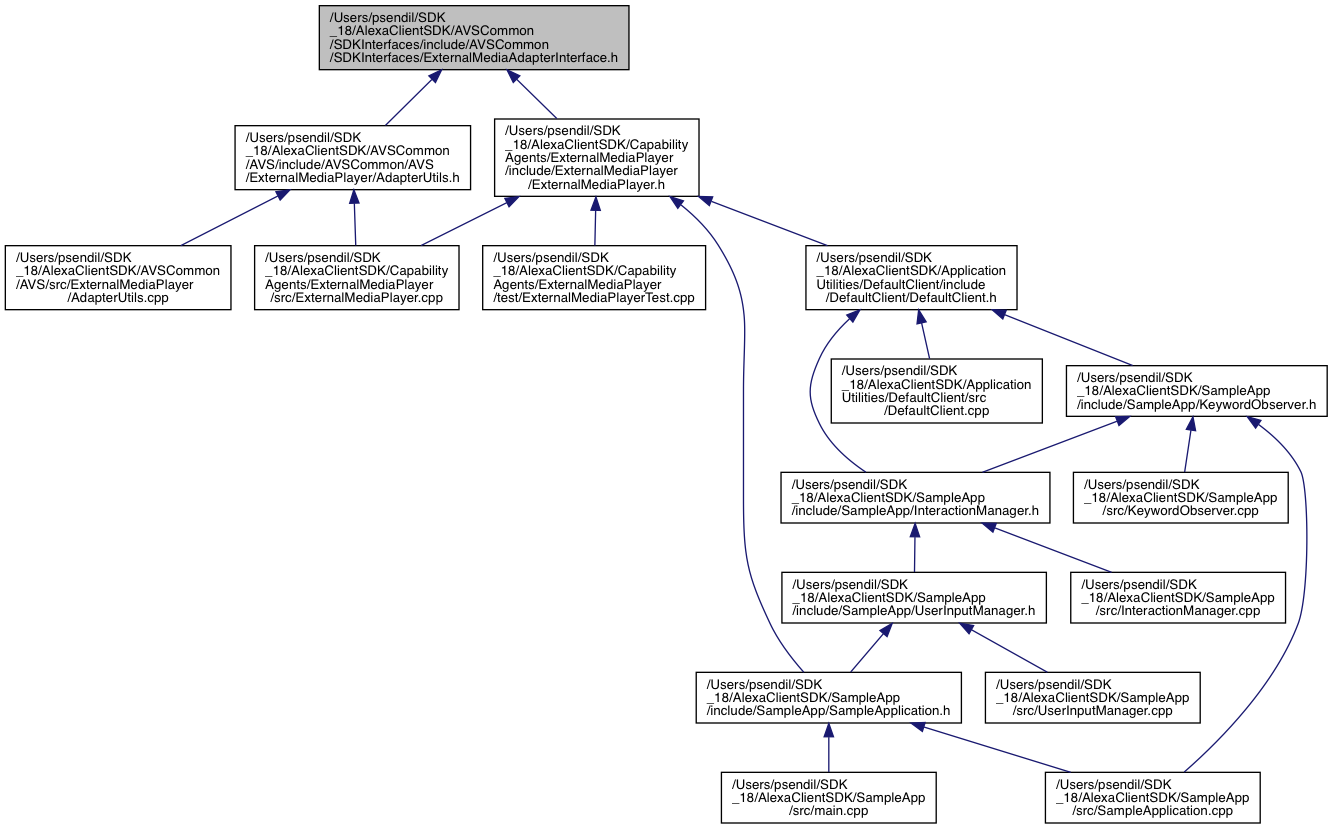 /Users/psendil/SDK
_18/AlexaClientSDK/AVSCommon
/SDKInterfaces/include/AVSCommon
/SDKInterfaces/ExternalMediaAdapterInterface.h
/Users/psendil/SDK
_18/AlexaClientSDK/AVSCommon
/AVS/include/AVSCommon/AVS
/ExternalMediaPlayer/AdapterUtils.h
/Users/psendil/SDK
_18/AlexaClientSDK/Capability
Agents/ExternalMediaPlayer
/include/ExternalMediaPlayer
/ExternalMediaPlayer.h
/Users/psendil/SDK
_18/AlexaClientSDK/AVSCommon
/AVS/src/ExternalMediaPlayer
/AdapterUtils.cpp
/Users/psendil/SDK
_18/AlexaClientSDK/Capability
Agents/ExternalMediaPlayer
/src/ExternalMediaPlayer.cpp
/Users/psendil/SDK
_18/AlexaClientSDK/Capability
Agents/ExternalMediaPlayer
/test/ExternalMediaPlayerTest.cpp
/Users/psendil/SDK
_18/AlexaClientSDK/Application
Utilities/DefaultClient/include
/DefaultClient/DefaultClient.h
/Users/psendil/SDK
_18/AlexaClientSDK/Application
Utilities/DefaultClient/src
/DefaultClient.cpp
/Users/psendil/SDK
_18/AlexaClientSDK/SampleApp
/include/SampleApp/KeywordObserver.h
/Users/psendil/SDK
_18/AlexaClientSDK/SampleApp
/include/SampleApp/InteractionManager.h
/Users/psendil/SDK
_18/AlexaClientSDK/SampleApp
/src/KeywordObserver.cpp
/Users/psendil/SDK
_18/AlexaClientSDK/SampleApp
/include/SampleApp/UserInputManager.h
/Users/psendil/SDK
_18/AlexaClientSDK/SampleApp
/src/InteractionManager.cpp
/Users/psendil/SDK
_18/AlexaClientSDK/SampleApp
/include/SampleApp/SampleApplication.h
/Users/psendil/SDK
_18/AlexaClientSDK/SampleApp
/src/UserInputManager.cpp
/Users/psendil/SDK
_18/AlexaClientSDK/SampleApp
/src/main.cpp
/Users/psendil/SDK
_18/AlexaClientSDK/SampleApp
/src/SampleApplication.cpp